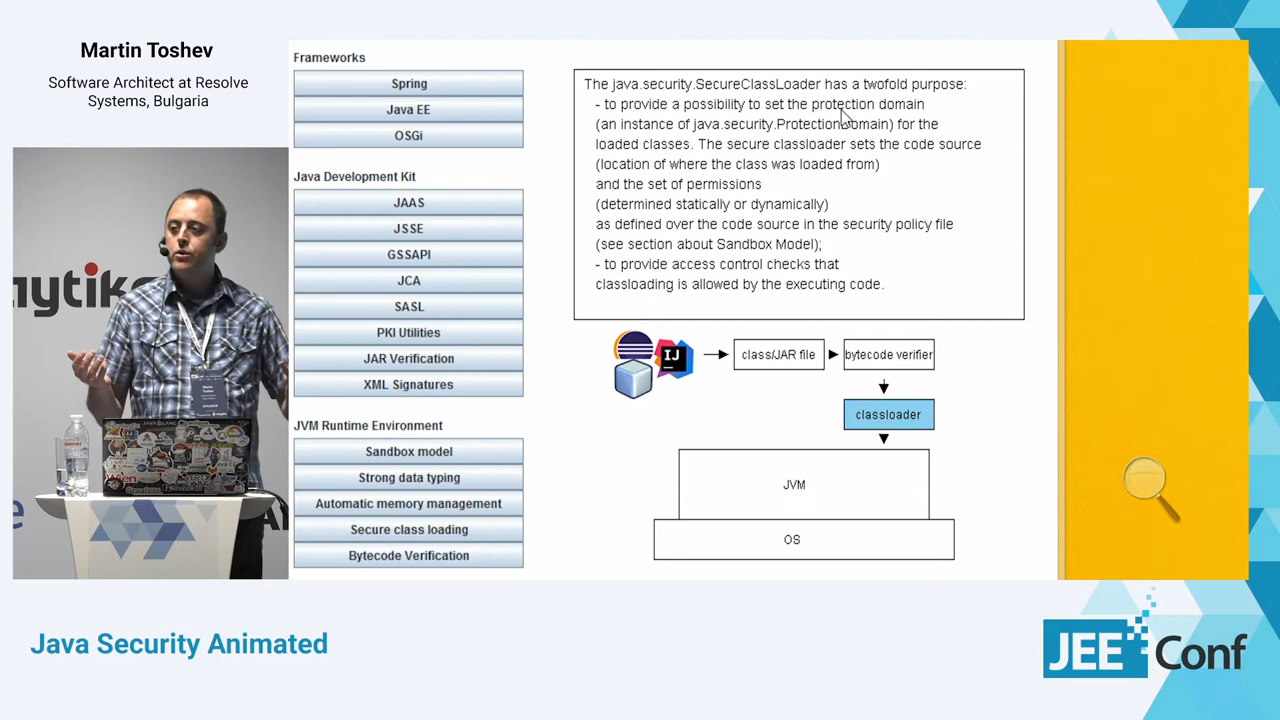 Martin Toshev
Software Architect at Resolve
Systems, Bulgaria
Frameworks
Spring
Java EE
OSGi
Java Development Kit
JAAS
JSSE
GSSAPI
JCA
SASL
PKI Utilities
JAR Verification
XML Signatures
JVM Runtime Environment
Sandbox model
Strong data typing
Automatic memory management
Secure class loading
Bytecode Verification
The java.security.SecureClassLoader has a twofold purpose:
- to provide a possibility to set the protection domain
(an instance of java.security.ProtectionDomain) for the
loaded classes. The secure classloader sets the code source
(location of where the class was loaded from)
and the set of permissions
(determined statically or dynamically)
as defined over the code source in the security policy file
(see section about Sandbox Model);
- to provide access control checks that
classloading is allowed by the executing code.
IJ
class/JAR file
bytecode verifier
classloader
JVM
OS
Java Security Animated
JEE Conf